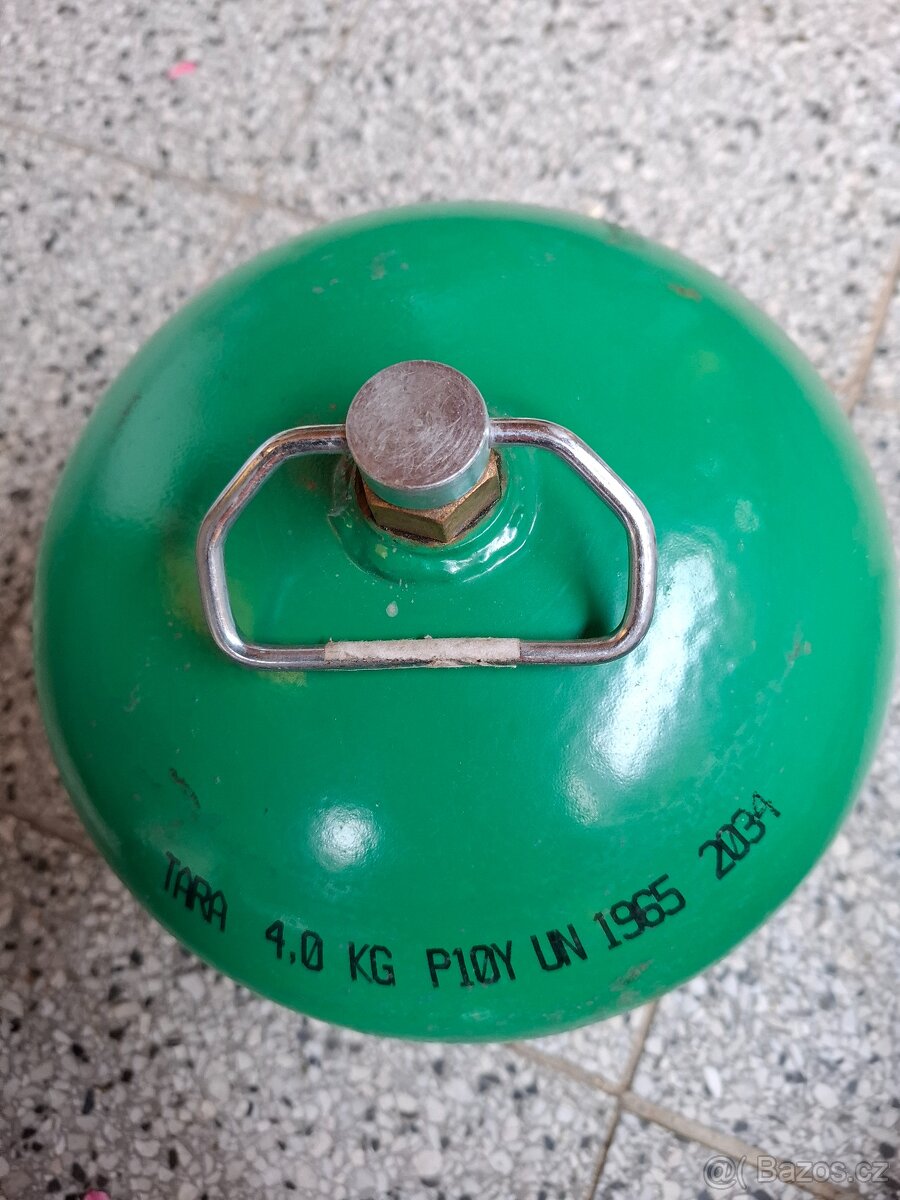 TARA 4,0 KG P10Y UN 1965 2034
@( Bazos.cz